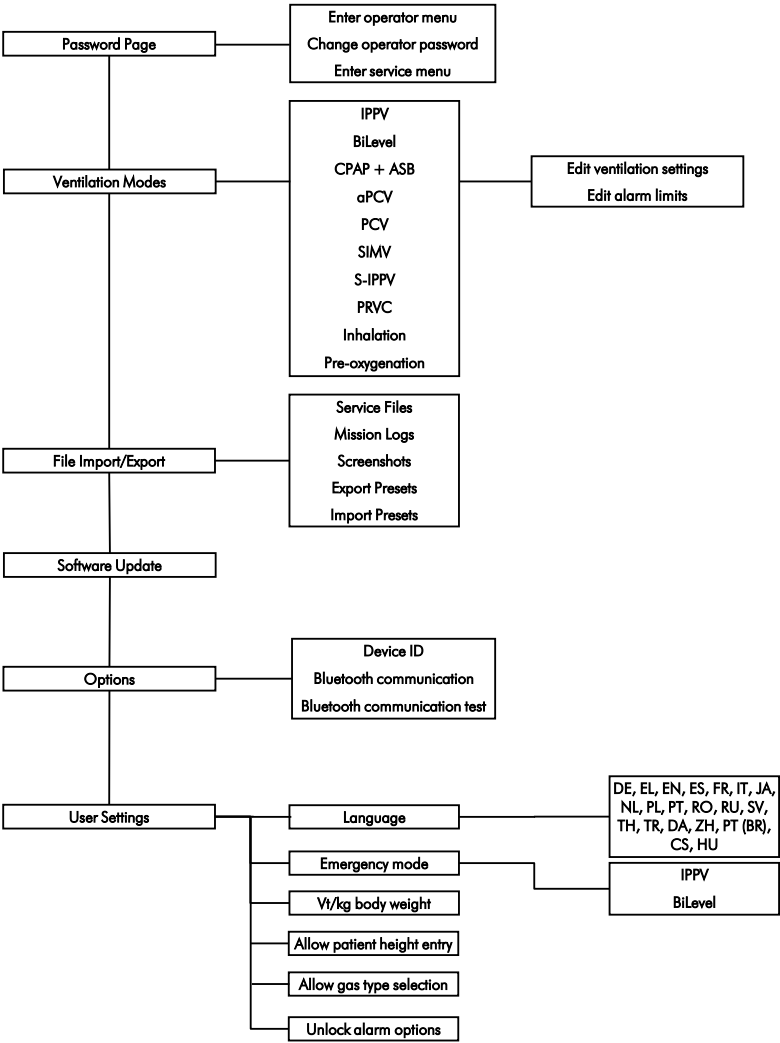 Password Page
Enter operator menu
Change operator password
Enter service menu
Ventilation Modes
IPPV
BiLevel
CPAP + ASB
aPCV
PCV
SIMV
S-IPPV
PRVC
Inhalation
Pre-oxygenation
Edit ventilation settings
Edit alarm limits
File Import/Export
Service Files
Mission Logs
Screenshots
Export Presets
Import Presets
Software Update
Options
Device ID
Bluetooth communication
Bluetooth communication test
User Settings
Language
DE, EL, EN, ES, FR, IT, JA,
NL, PL, PT, RO, RU, SV,
TH, TR, DA, ZH, PT (BR),
CS, HU
Emergency mode
IPPV
BiLevel
Vt/kg body weight
Allow patient height entry
Allow gas type selection
Unlock alarm options